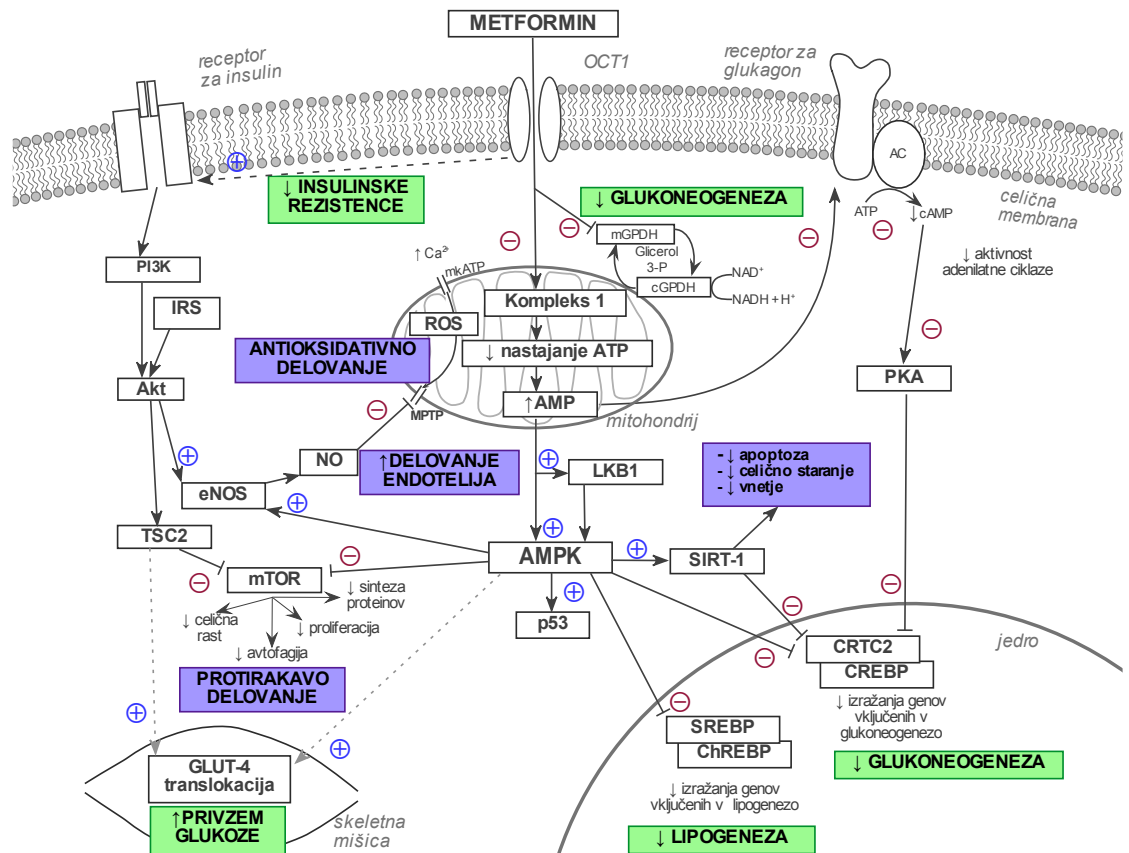 METFORMIN
receptor
za insulin
OCT1
receptor za
glukagon
AC
ATP
↓cAMP
celična
membrana
↓ INSULINSKE
REZISTENCE
↓ GLUKONEOGENEZA
mGPDH
Glicerol
3-P
cGPDH
NAD⁺
NADH + H⁺
↓ aktivnost
adenilatne ciklaze
PI3K
IRS
Akt
↑ Ca²⁺
mkATP
ROS
Kompleks 1
↓ nastajanje ATP
↑AMP
MPTP
mitohondrij
ANTIOKSIDATIVNO
DELOVANJE
PKA
NO
↑DELOVANJE
ENDOTELIJA
LKB1
- ↓ apoptoza
- ↓ celično staranje
- ↓ vnetje
eNOS
TSC2
AMPK
SIRT-1
mTOR
↓ sinteza
proteinov
↓ celična
rast
↓ proliferacija
↓ avtofagija
p53
PROTIRAKAVO
DELOVANJE
CRTC2
CREBP
jedro
↓ izražanja genov
vključenih v
glukoneogenezo
↓ GLUKONEOGENEZA
SREBP
ChREBP
↓ izražanja genov
vključenih v lipogenezo
↓ LIPOGENEZA
GLUT-4
translokacija
↑PRIVZEM
GLUKOZE
skeletna
mišica